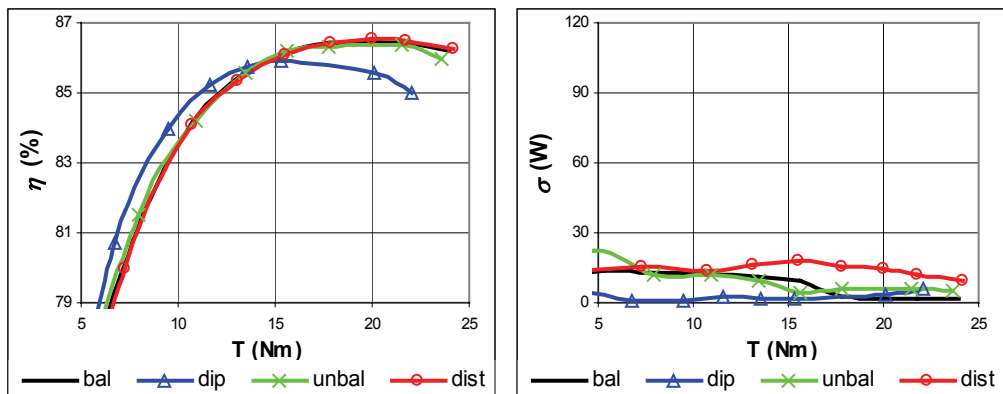 87
85
83
81
79
η (%)
5 10 15 20 25
T (Nm)
bal dip unbal dist
120
90
60
30
0
σ (W)
5 10 15 20 25
T (Nm)
bal dip unbal dist